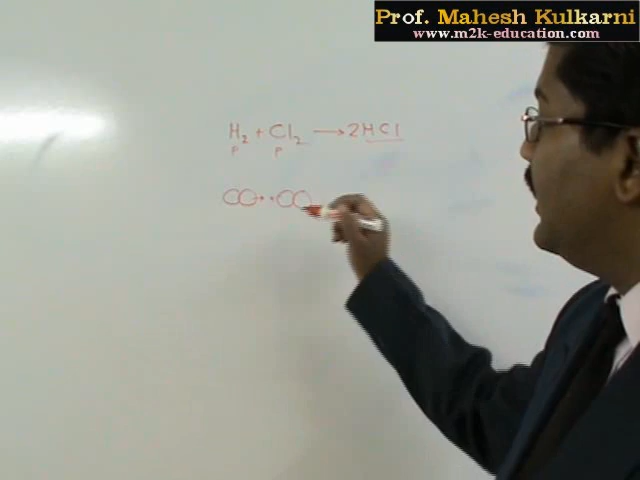 Prof. Mahesh Kulkarni
www.m2k-education.com
H₂ + Cl₂ → 2HCl
P P